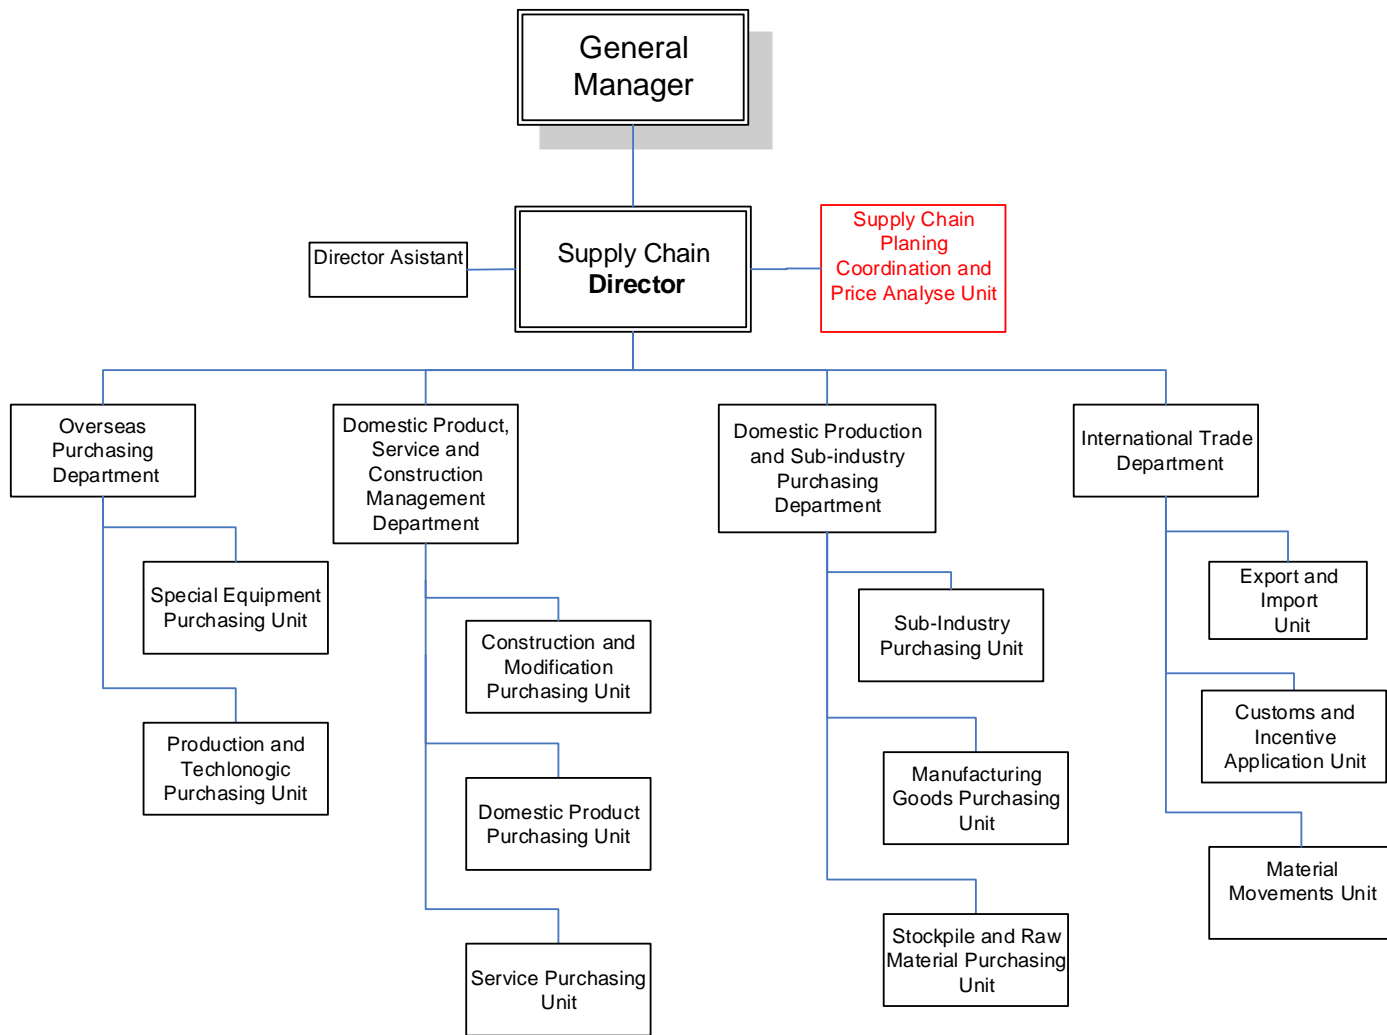 General
Manager
Director Asistant
Supply Chain
Director
Supply Chain
Planing
Coordination and
Price Analyse Unit
Overseas
Purchasing
Department
Domestic Product,
Service and
Construction
Management
Department
Domestic Production
and Sub-industry
Purchasing
Department
International Trade
Department
Special Equipment
Purchasing Unit
Production and
Techlonogic
Purchasing Unit
Construction and
Modification
Purchasing Unit
Domestic Product
Purchasing Unit
Service Purchasing
Unit
Sub-Industry
Purchasing Unit
Manufacturing
Goods Purchasing
Unit
Stockpile and Raw
Material Purchasing
Unit
Export and
Import
Unit
Customs and
Incentive
Application Unit
Material
Movements Unit